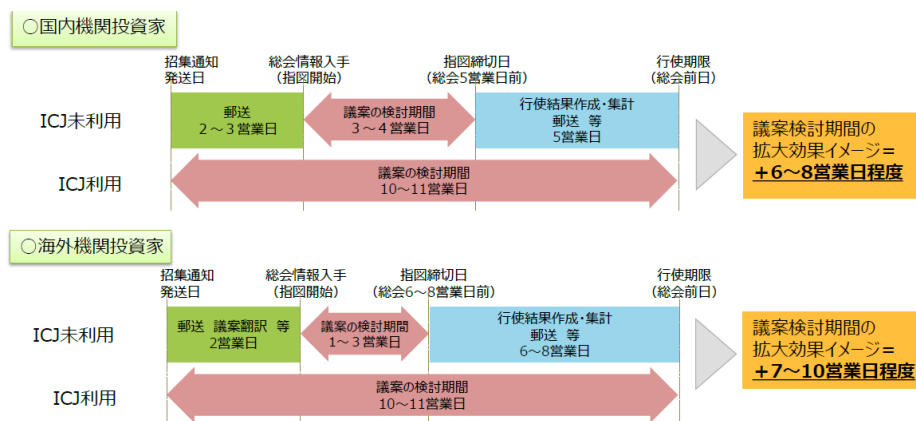 ○国内機関投資家
招集通知
発送日
総会情報入手
(指図開始)
指図締切日
(総会5営業日前)
行使期限
(総会前日)
ICJ未利用
郵送
2~3営業日
議案の検討期間
3~4営業日
行使結果作成・集計
郵送 等
5営業日
ICJ利用
議案の検討期間
10~11営業日
議案検討期間の
拡大効果イメージ=
+6~8営業日程度
○海外機関投資家
招集通知
発送日
総会情報入手
(指図開始)
指図締切日
(総会6~8営業日前)
行使期限
(総会前日)
ICJ未利用
郵送 議案翻訳 等
2営業日
議案の検討期間
1~3営業日
行使結果作成・集計
郵送 等
6~8営業日
ICJ利用
議案の検討期間
10~11営業日
議案検討期間の
拡大効果イメージ=
+7~10営業日程度